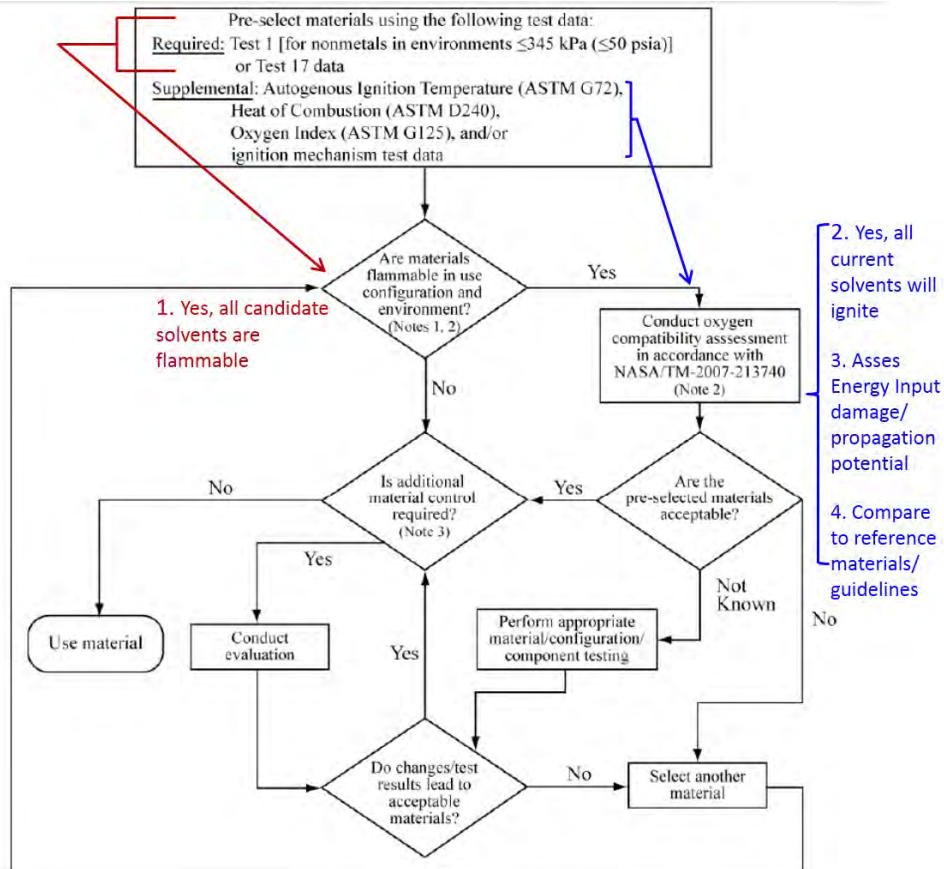 Pre-select materials using the following test data:
Required: Test 1 [for nonmetals in environments ≤345 kPa (≤50 psia)]
or Test 17 data
Supplemental: Autogenous Ignition Temperature (ASTM G72),
Heat of Combustion (ASTM D240),
Oxygen Index (ASTM G125), and/or
ignition mechanism test data
Are materials
flammable in use
configuration and
environment?
(Notes 1, 2)
Yes
No
1. Yes, all candidate
solvents are
flammable
Conduct oxygen
compatibility asssessment
in accordance with
NASA/TM-2007-213740
(Note 2)
2. Yes, all
current
solvents will
ignite
3. Asses
Energy Input
damage/
propagation
potential
4. Compare
to reference
materials/
guidelines
Is additional
material control
required?
(Note 3)
No
Yes
Yes
Are the
pre-selected materials
acceptable?
Not
Known
No
Use material
Conduct
evaluation
Yes
Perform appropriate
material/configuration/
component testing
Do changes/test
results lead to
acceptable
materials?
No
Select another
material